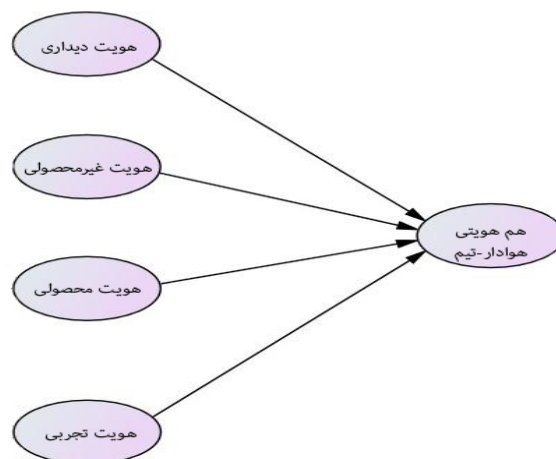 هویت دیداری
هویت غیرمحصولی
هم هویتی
هوادار-تیم
هویت محصولی
هویت تجربی